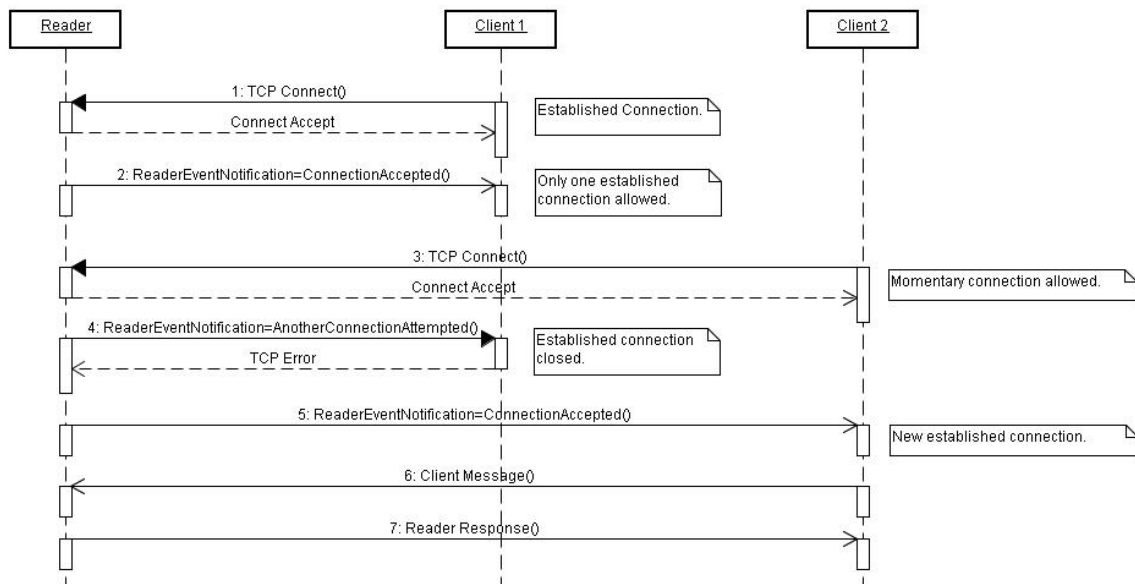 Reader
Client 1
Client 2
1: TCP Connect()
Established Connection.
Connect Accept
2: ReaderEventNotification=ConnectionAccepted()
Only one established
connection allowed.
3: TCP Connect()
Momentary connection allowed.
Connect Accept
4: ReaderEventNotification=AnotherConnectionAttempted()
Established connection
closed.
TCP Error
5: ReaderEventNotification=ConnectionAccepted()
New established connection.
6: Client Message()
7: Reader Response()